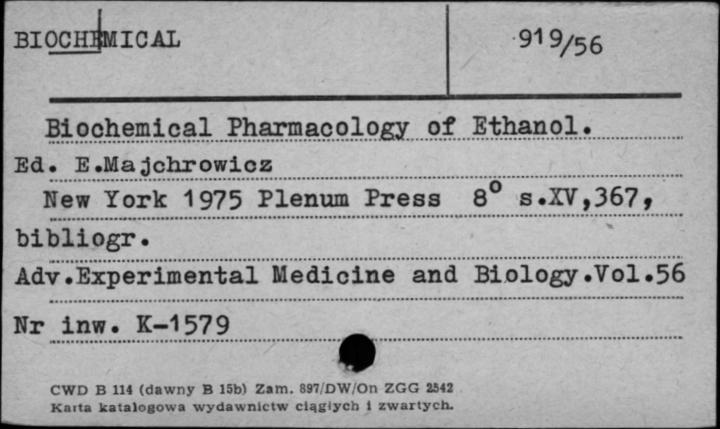 BIOCHEMICAL 919/56
Biochemical Pharmacology of Ethanol.
Ed. E.Majchrowicz
New York 1975 Plenum Press 8° s.XV,367,
bibliogr.
Adv.Experimental Medicine and Biology.Vol.56
Nr inw. K-1579
CWD B 114 (dawny B 15b) Zam. 897/DW/On ZGG 2542
Karta katalogowa wydawnictw ciągłych i zwartych.